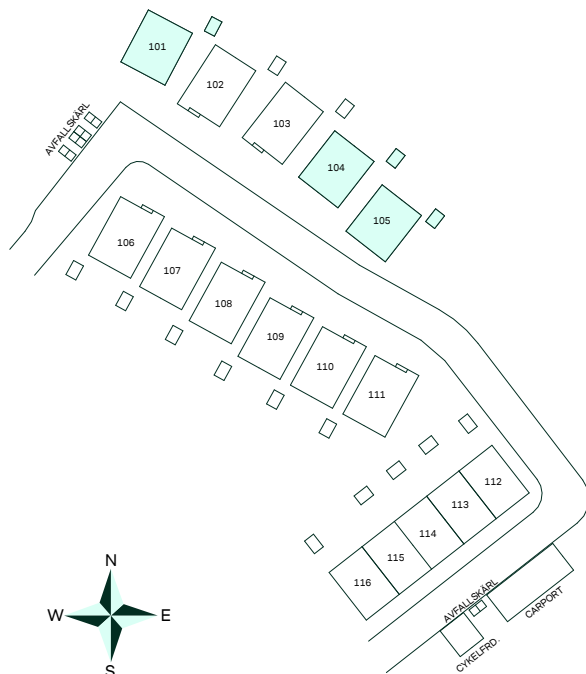 101
102
103
104
105
AVFALLSKÄRL
106
107
108
109
110
111
112
113
114
115
116
N
W
E
S
AVFALLSKÄRL
CARPORT
CYKELFRD.